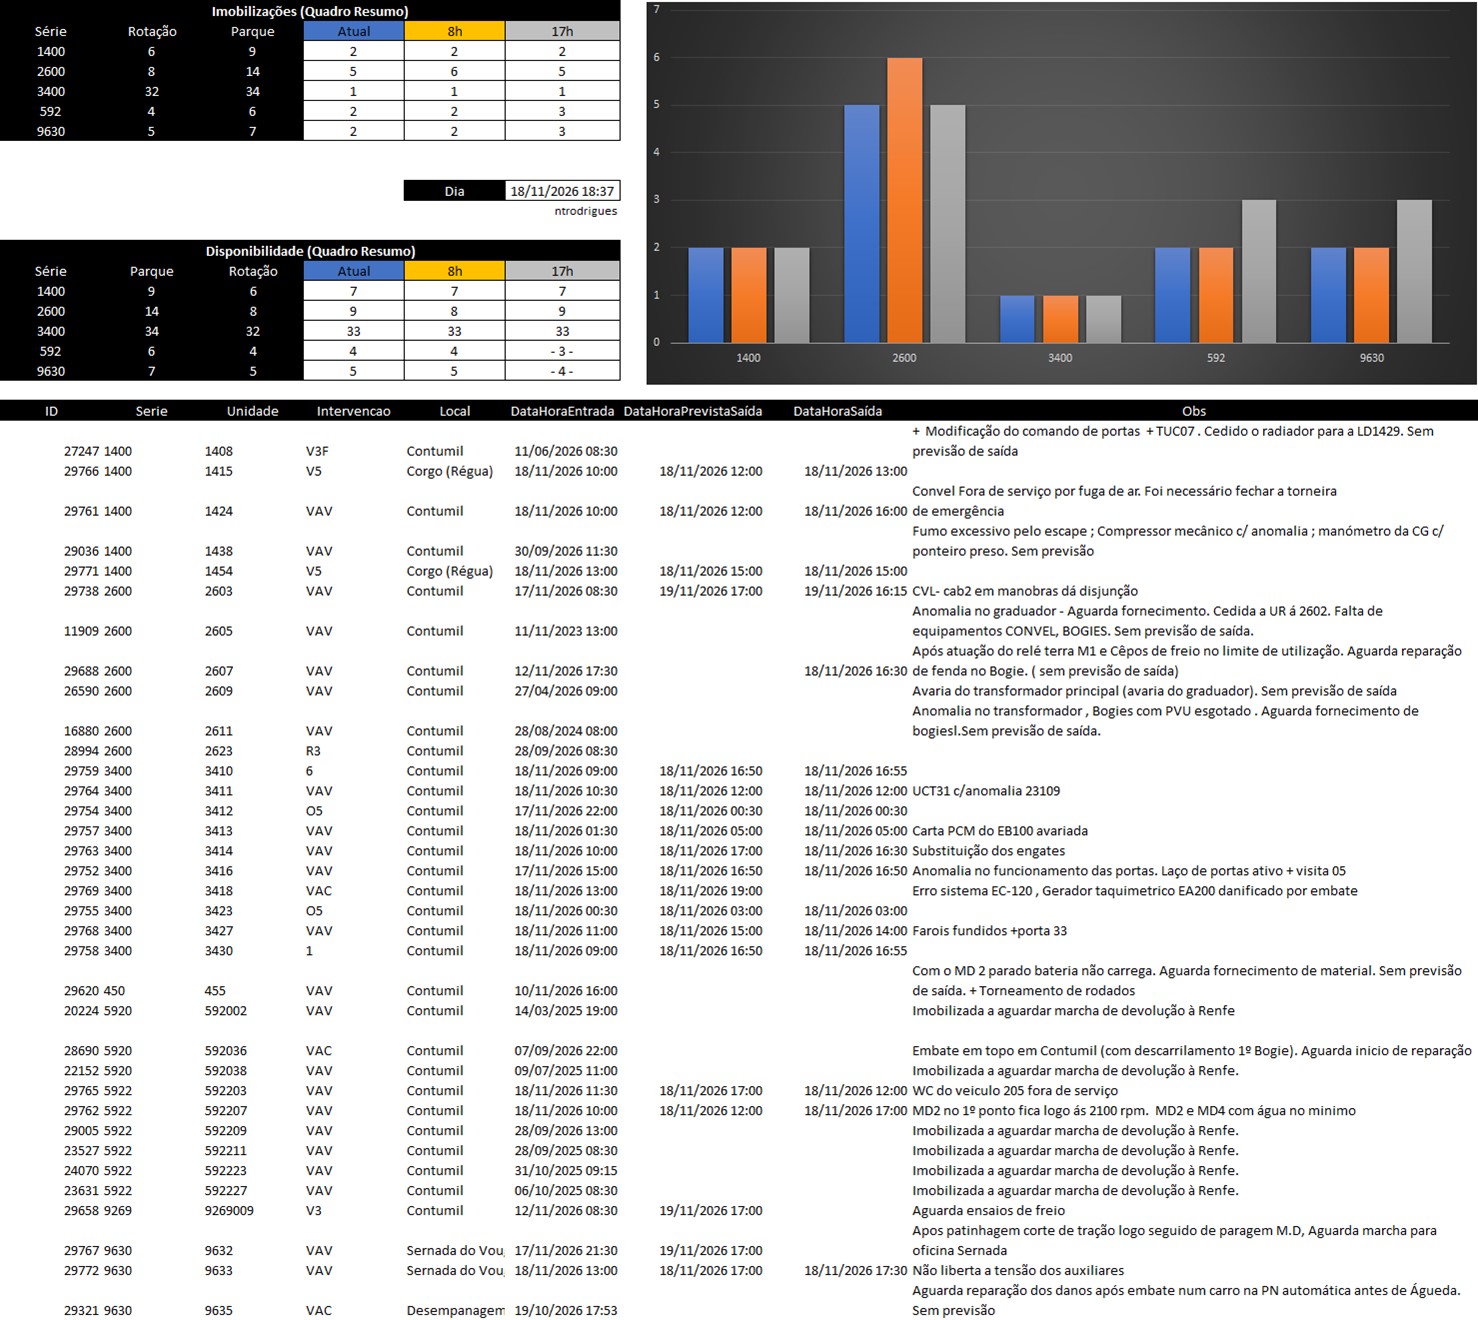 Imobilizações (Quadro Resumo)
Série Rotação Parque Atual 8h 17h
1400 6 9 2 2 2
2600 8 14 5 6 5
3400 32 34 1 1 1
592 4 6 2 2 3
9630 5 7 2 2 3
Dia 18/11/2026 18:37
ntrodrigues
Disponibilidade (Quadro Resumo)
Série Parque Rotação Atual 8h 17h
1400 9 6 7 7 7
2600 14 8 9 8 9
3400 34 32 33 33 33
592 6 4 4 4 - 3 -
9630 7 5 5 5 - 4 -
7
6
5
4
3
2
1
0
1400 2600 3400 592 9630
ID Serie Unidade Intervencao Local DataHoraEntrada DataHoraPrevistaSaída DataHoraSaída Obs
+ Modificação do comando de portas + TUC07 . Cedido o radiador para a LD1429. Sem
27247 1400 1408 V3F Contumil 11/06/2026 08:30 previsão de saída
29766 1400 1415 V5 Corgo (Régua) 18/11/2026 10:00 18/11/2026 12:00 18/11/2026 13:00
Convel Fora de serviço por fuga de ar. Foi necessário fechar a torneira
29761 1400 1424 VAV Contumil 18/11/2026 10:00 18/11/2026 12:00 18/11/2026 16:00 de emergência
Fumo excessivo pelo escape ; Compressor mecânico c/ anomalia ; manómetro da CG c/
29036 1400 1438 VAV Contumil 30/09/2026 11:30 ponteiro preso. Sem previsão
29771 1400 1454 V5 Corgo (Régua) 18/11/2026 13:00 18/11/2026 15:00 18/11/2026 15:00
29738 2600 2603 VAV Contumil 17/11/2026 08:30 19/11/2026 17:00 19/11/2026 16:15 CVL- cab2 em manobras dá disjunção
Anomalia no graduador - Aguarda fornecimento. Cedida a UR á 2602. Falta de
11909 2600 2605 VAV Contumil 11/11/2023 13:00 equipamentos CONVEL, BOGIES. Sem previsão de saída.
Após atuação do relé terra M1 e Cêpos de freio no limite de utilização. Aguarda reparação
29688 2600 2607 VAV Contumil 12/11/2026 17:30 18/11/2026 16:30 de fenda no Bogie. ( sem previsão de saída)
26590 2600 2609 VAV Contumil 27/04/2026 09:00 Avaria do transformador principal (avaria do graduador). Sem previsão de saída
Anomalia no transformador , Bogies com PVU esgotado . Aguarda fornecimento de
16880 2600 2611 VAV Contumil 28/08/2024 08:00 bogiesl.Sem previsão de saída.
28994 2600 2623 R3 Contumil 28/09/2026 08:30
29759 3400 3410 6 Contumil 18/11/2026 09:00 18/11/2026 16:50 18/11/2026 16:55
29764 3400 3411 VAV Contumil 18/11/2026 10:30 18/11/2026 12:00 18/11/2026 12:00 UCT31 c/anomalia 23109
29754 3400 3412 O5 Contumil 17/11/2026 22:00 18/11/2026 00:30 18/11/2026 00:30
29757 3400 3413 VAV Contumil 18/11/2026 01:30 18/11/2026 05:00 18/11/2026 05:00 Carta PCM do EB100 avariada
29763 3400 3414 VAV Contumil 18/11/2026 10:00 18/11/2026 17:00 18/11/2026 16:30 Substituição dos engates
29752 3400 3416 VAV Contumil 17/11/2026 15:00 18/11/2026 16:50 18/11/2026 16:50 Anomalia no funcionamento das portas. Laço de portas ativo + visita 05
29769 3400 3418 VAC Contumil 18/11/2026 13:00 18/11/2026 19:00 Erro sistema EC-120 , Gerador taquimetrico EA200 danificado por embate
29755 3400 3423 O5 Contumil 18/11/2026 00:30 18/11/2026 03:00 18/11/2026 03:00
29768 3400 3427 VAV Contumil 18/11/2026 11:00 18/11/2026 15:00 18/11/2026 14:00 Farois fundidos +porta 33
29758 3400 3430 1 Contumil 18/11/2026 09:00 18/11/2026 16:50 18/11/2026 16:55
Com o MD 2 parado bateria não carrega. Aguarda fornecimento de material. Sem previsão
29620 450 455 VAV Contumil 10/11/2026 16:00 de saída. + Torneamento de rodados
20224 5920 592002 VAV Contumil 14/03/2025 19:00 Imobilizada a aguardar marcha de devolução à Renfe
28690 5920 592036 VAC Contumil 07/09/2026 22:00 Embate em topo em Contumil (com descarrilamento 1º Bogie). Aguarda inicio de reparação
22152 5920 592038 VAV Contumil 09/07/2025 11:00 Imobilizada a aguardar marcha de devolução à Renfe.
29765 5922 592203 VAV Contumil 18/11/2026 11:30 18/11/2026 17:00 18/11/2026 12:00 WC do veiculo 205 fora de serviço
29762 5922 592207 VAV Contumil 18/11/2026 10:00 18/11/2026 12:00 18/11/2026 17:00 MD2 no 1º ponto fica logo ás 2100 rpm. MD2 e MD4 com água no minimo
29005 5922 592209 VAV Contumil 28/09/2026 13:00 Imobilizada a aguardar marcha de devolução à Renfe.
23527 5922 592211 VAV Contumil 28/09/2025 08:30 Imobilizada a aguardar marcha de devolução à Renfe.
24070 5922 592223 VAV Contumil 31/10/2025 09:15 Imobilizada a aguardar marcha de devolução à Renfe.
23631 5922 592227 VAV Contumil 06/10/2025 08:30 Imobilizada a aguardar marcha de devolução à Renfe.
29658 9269 9269009 V3 Contumil 12/11/2026 08:30 19/11/2026 17:00 Aguarda ensaios de freio
Apos patinhagem corte de tração logo seguido de paragem M.D, Aguarda marcha para
29767 9630 9632 VAV Sernada do Vou 17/11/2026 21:30 19/11/2026 17:00 oficina Sernada
29772 9630 9633 VAV Sernada do Vou 18/11/2026 13:00 18/11/2026 17:00 18/11/2026 17:30 Não liberta a tensão dos auxiliares
Aguarda reparação dos danos após embate num carro na PN automática antes de Águeda.
29321 9630 9635 VAC Desempanagem 19/10/2026 17:53 Sem previsão